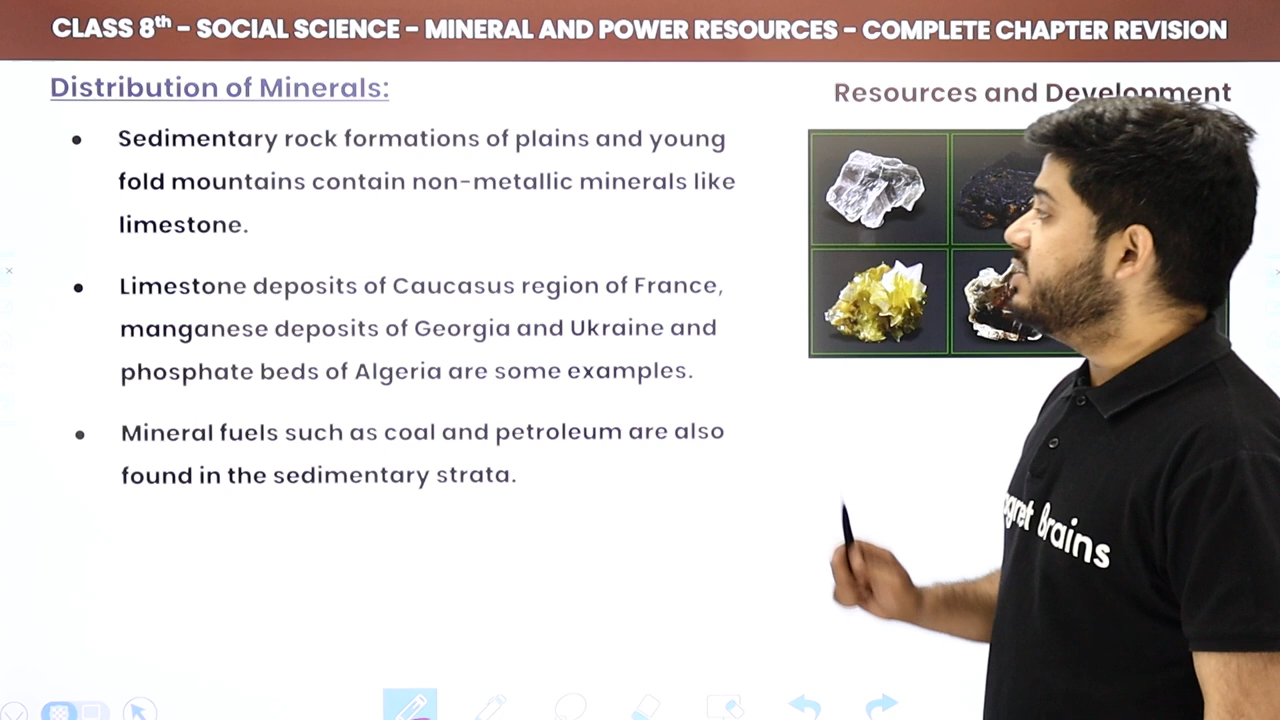 CLASS 8th - SOCIAL SCIENCE - MINERAL AND POWER RESOURCES - COMPLETE CHAPTER REVISION
Distribution of Minerals:
Resources and Development
• Sedimentary rock formations of plains and young
fold mountains contain non-metallic minerals like
limestone.
• Limestone deposits of Caucasus region of France,
manganese deposits of Georgia and Ukraine and
phosphate beds of Algeria are some examples.
• Mineral fuels such as coal and petroleum are also
found in the sedimentary strata.
Brains